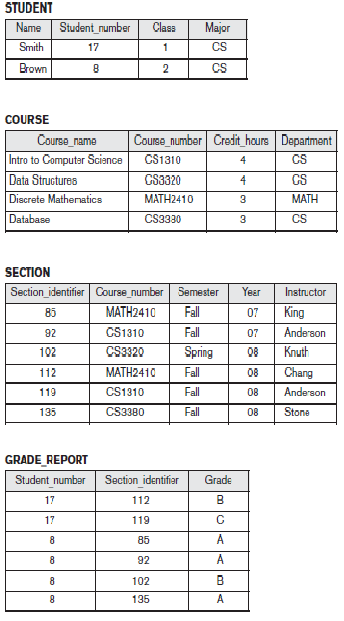 STUDENT
Name Student_number Class Major
Smith 17 1 CS
Brown 8 2 CS
COURSE
Course_name Course_number Credit_hours Department
Intro to Computer Science CS1310 4 CS
Data Structures CS3320 4 CS
Discrete Mathematics MATH2410 3 MATH
Database CS3380 3 CS
SECTION
Section_identifier Course_number Semester Year Instructor
85 MATH2410 Fall 07 King
92 CS1310 Fall 07 Anderson
102 CS3320 Spring 08 Knuth
112 MATH2410 Fall 08 Chang
119 CS1310 Fall 08 Anderson
135 CS3380 Fall 08 Stone
GRADE_REPORT
Student_number Section_identifier Grade
17 112 B
17 119 C
8 85 A
8 92 A
8 102 B
8 135 A